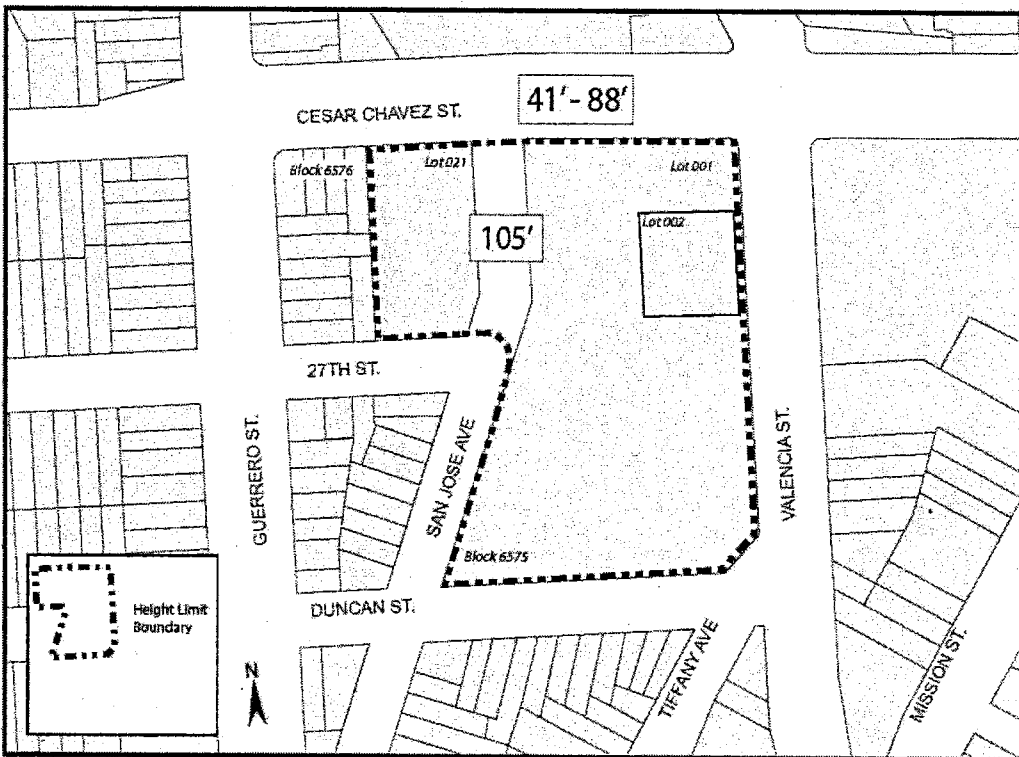 CESAR CHAVEZ ST.
41'- 88'
Block 6576
Lot 021
Lot 001
Lot 002
105'
27TH ST.
GUERRERO ST.
SAN JOSE AVE
VALENCIA ST.
Block 6575
DUNCAN ST.
TIFFANY AVE
MISSION ST.
Height Limit
Boundary
N